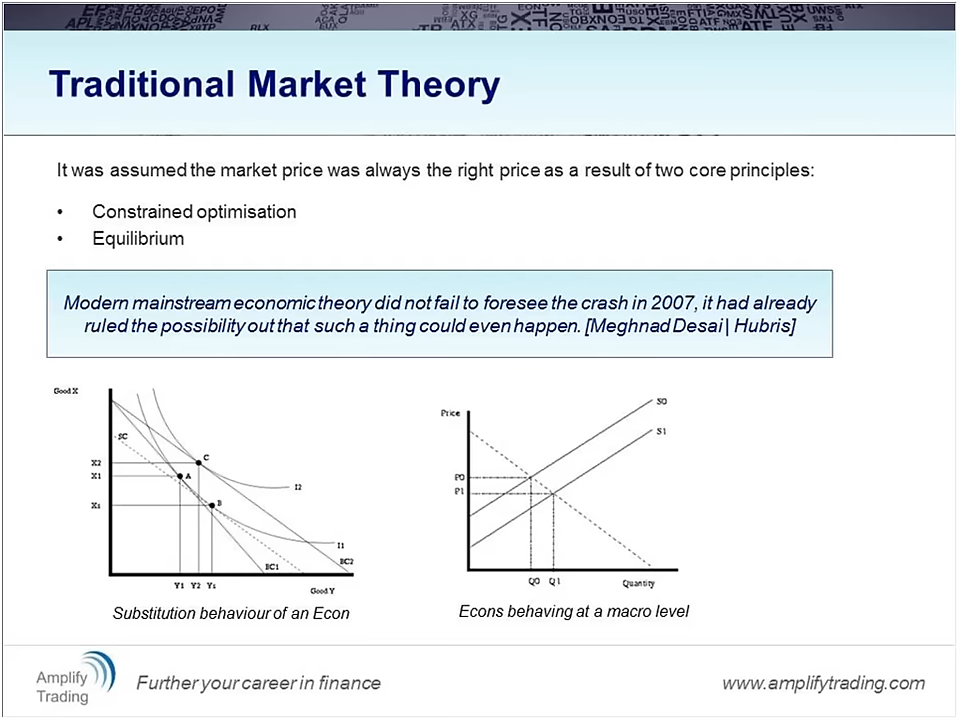 Traditional Market Theory
It was assumed the market price was always the right price as a result of two core principles:
• Constrained optimisation
• Equilibrium
Modern mainstream economic theory did not fail to foresee the crash in 2007, it had already
ruled the possibility out that such a thing could even happen. [Meghnad Desai | Hubris]
Good X
SC
X2
X1
Xs
C
A
B
I2
I1
BC1
BC2
Y1 Y2 Ys
Good Y
Substitution behaviour of an Econ
Price
S0
S1
P0
P1
Q0 Q1
Quantity
Econs behaving at a macro level
Amplify
Trading
Further your career in finance
www.amplifytrading.com